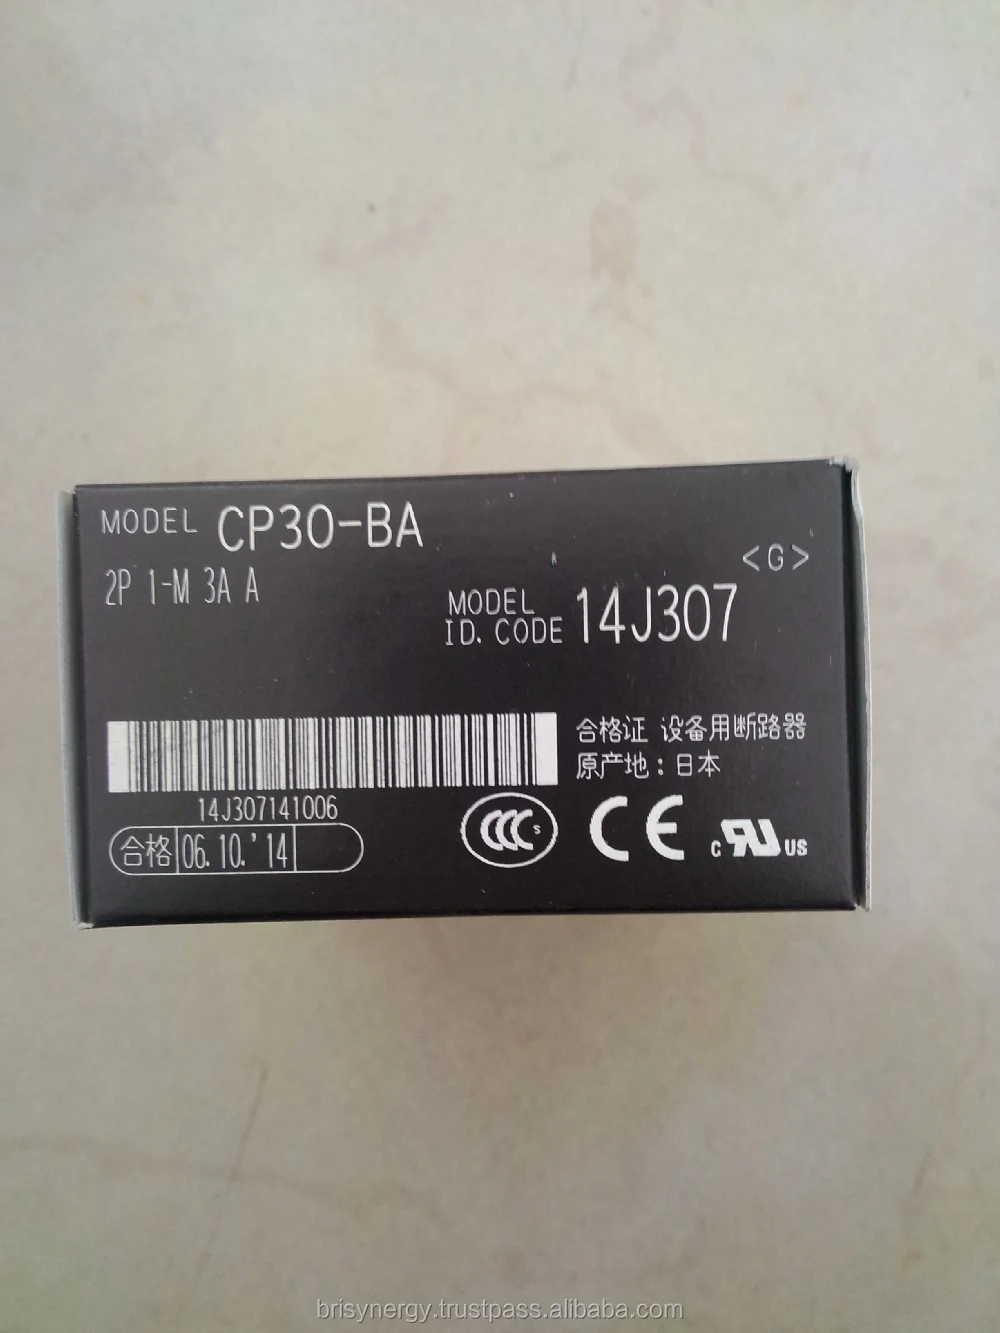 MODEL CP30-BA
2P 1-M 3A A
<G>
MODEL ID. CODE 14J307
合格证 设备用断路器
原产地：日本
14J307141006
合格 06.10.'14
CCC S
CE
c RU US
brisynergy.trustpass.alibaba.com